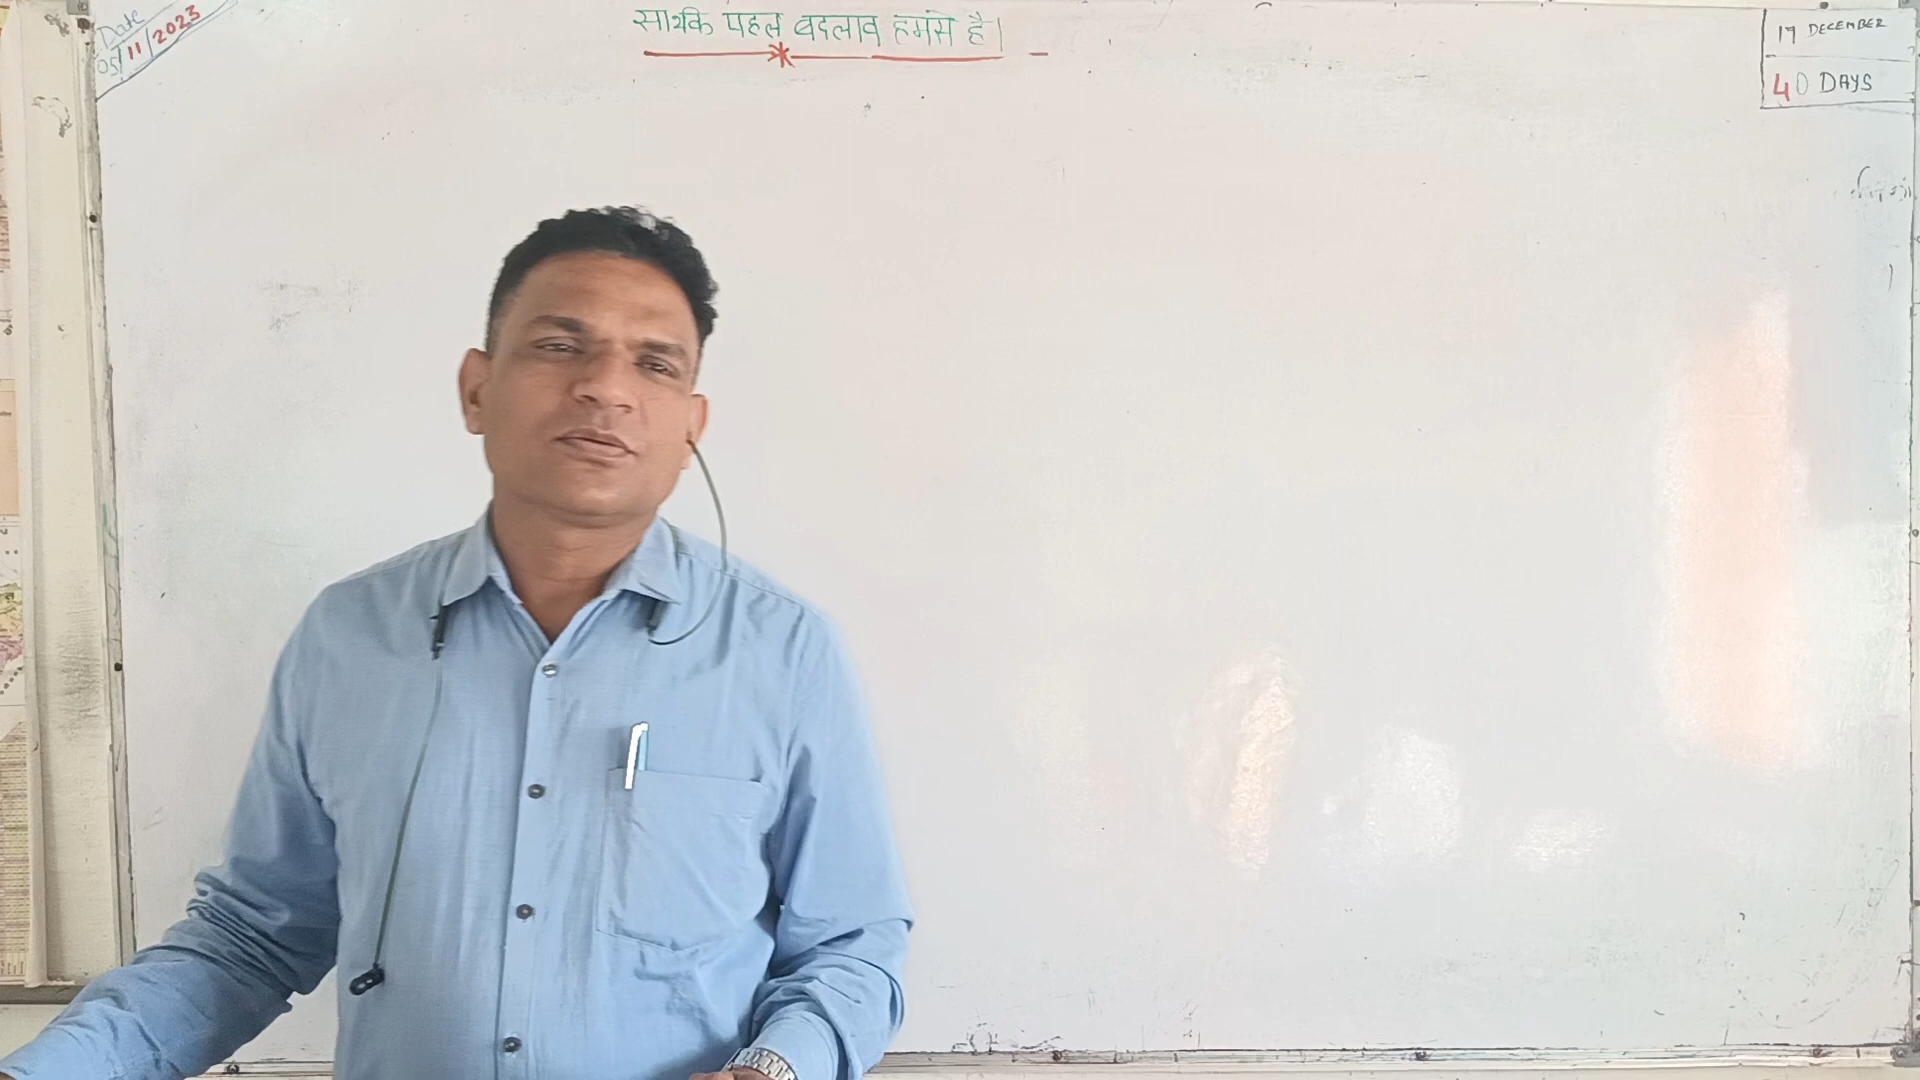 Date
05/11/2023
सार्थक पहल बदलाव हमसे है।
17 DECEMBER
40 DAYS